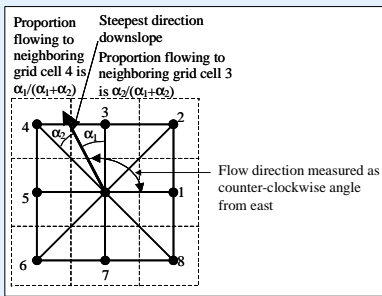 Proportion
flowing to
neighboring
grid cell 4 is
α₁/(α₁+α₂)
Steepest direction
downslope
Proportion flowing to
neighboring grid cell 3
is α₂/(α₁+α₂)
4
3
2
α₂
α₁
5
1
6
7
8
Flow direction measured as
counter-clockwise angle
from east